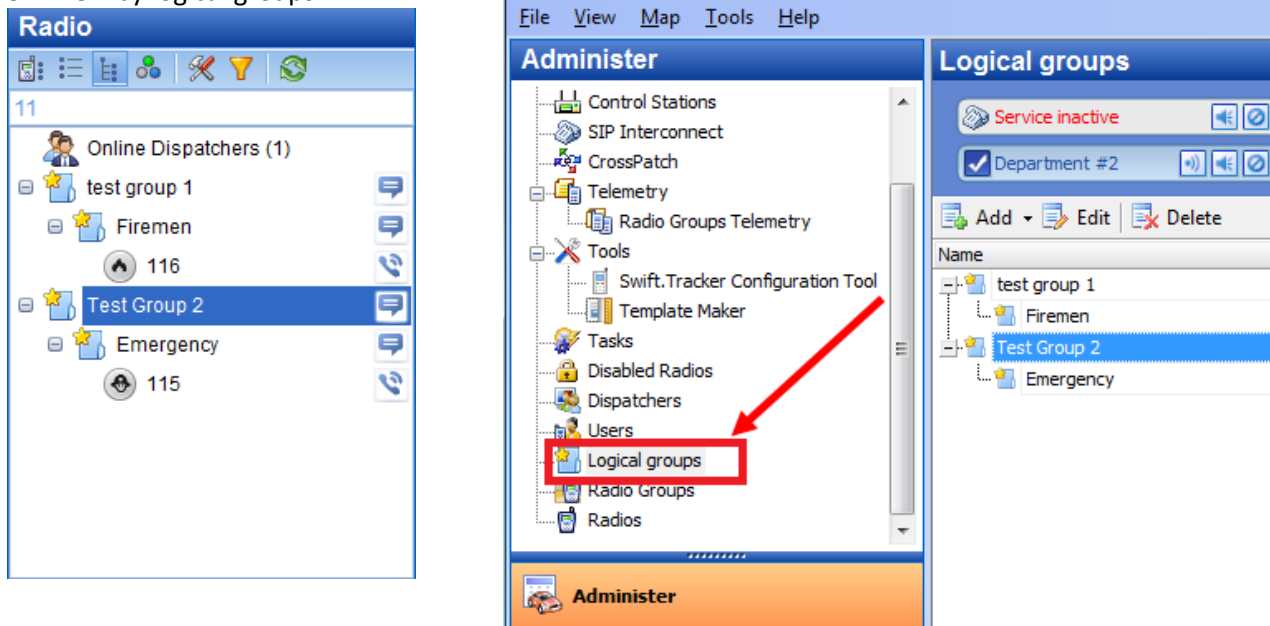 Radio
11
Online Dispatchers (1)
test group 1
Firemen
116
Test Group 2
Emergency
115
File View Map Tools Help
Administer
Control Stations
SIP Interconnect
CrossPatch
Telemetry
Radio Groups Telemetry
Tools
Swift.Tracker Configuration Tool
Template Maker
Tasks
Disabled Radios
Dispatchers
Users
Logical groups
Radio Groups
Radios
Administer
Logical groups
Service inactive
Department #2
Add Edit Delete
Name
test group 1
Firemen
Test Group 2
Emergency